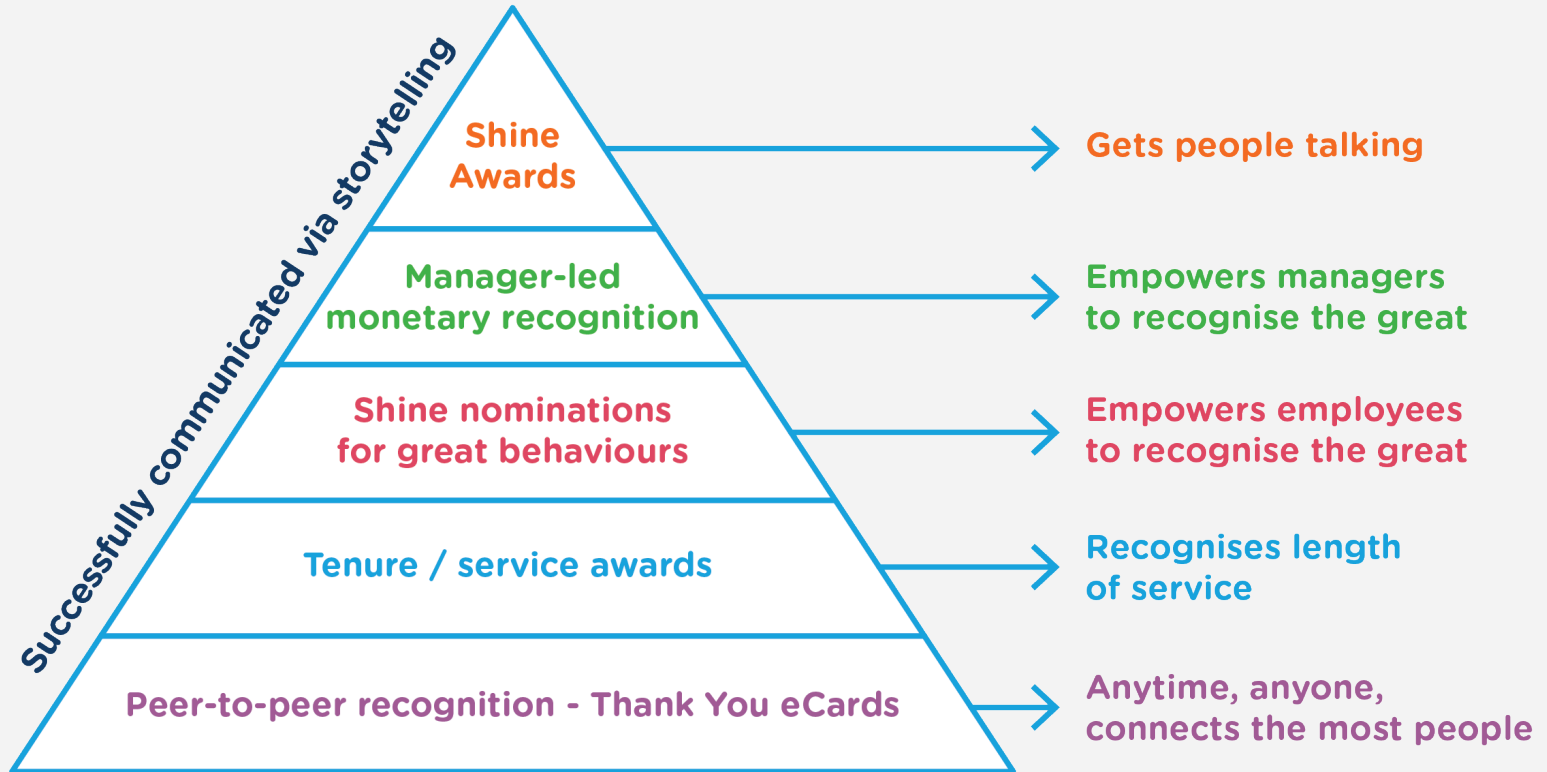 Successfully communicated via storytelling
Shine
Awards
Gets people talking
Manager-led
monetary recognition
Empowers managers
to recognise the great
Shine nominations
for great behaviours
Empowers employees
to recognise the great
Tenure / service awards
Recognises length
of service
Peer-to-peer recognition - Thank You eCards
Anytime, anyone,
connects the most people